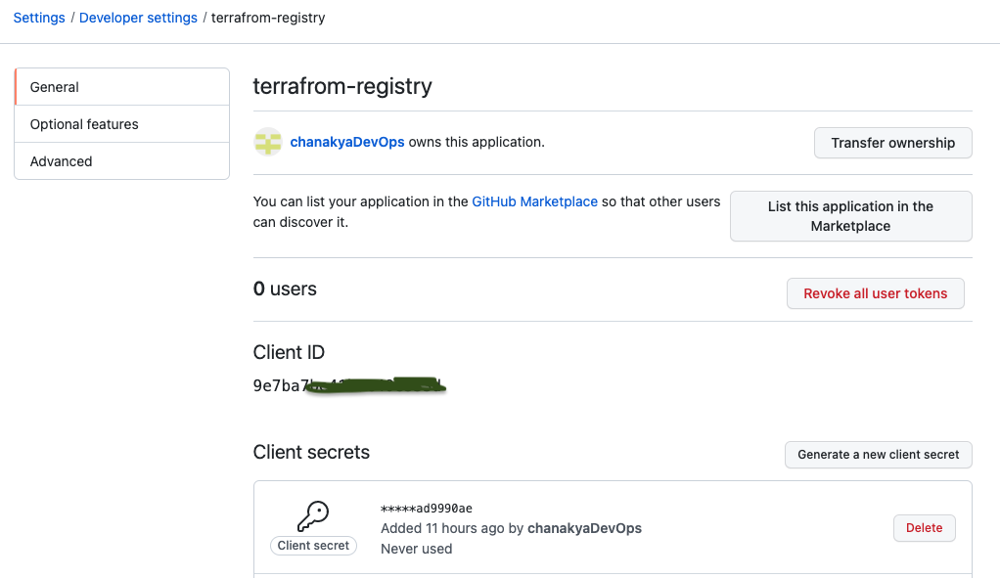 Settings / Developer settings / terrafrom-registry
General
Optional features
Advanced
terrafrom-registry
chanakyaDevOps owns this application.
Transfer ownership
You can list your application in the GitHub Marketplace so that other users
can discover it.
List this application in the
Marketplace
0 users
Revoke all user tokens
Client ID
9e7ba7
Client secrets
Generate a new client secret
*****ad9990ae
Added 11 hours ago by chanakyaDevOps
Never used
Client secret
Delete